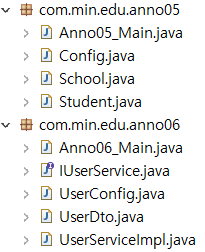 com.min.edu.anno05
Anno05_Main.java
Config.java
School.java
Student.java
com.min.edu.anno06
Anno06_Main.java
IUserService.java
UserConfig.java
UserDto.java
UserServiceImpl.java